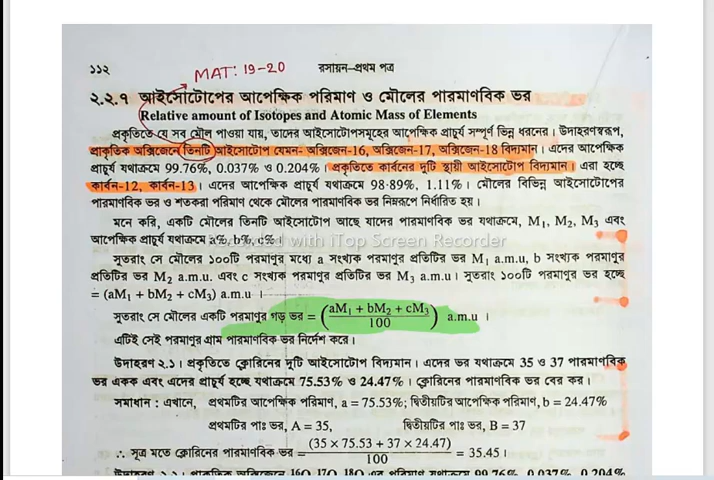 MAT: 19-20
১১২ রসায়ন—প্রথম পত্র
২.২.৭ আইসোটোপের আপেক্ষিক পরিমাণ ও মৌলের পারমাণবিক ভর
Relative amount of Isotopes and Atomic Mass of Elements
প্রকৃতিতে যে সব মৌল পাওয়া যায়, তাদের আইসোটোপসমূহের আপেক্ষিক প্রাচুর্য সম্পূর্ণ ভিন্ন ধরনের। উদাহরণস্বরূপ,
প্রাকৃতিক অক্সিজেনে তিনটি আইসোটোপ যেমন- অক্সিজেন-16, অক্সিজেন-17, অক্সিজেন-18 বিদ্যমান। এদের আপেক্ষিক
প্রাচুর্য যথাক্রমে 99.76%, 0.037% ও 0.204%। প্রকৃতিতে কার্বনের দুটি স্থায়ী আইসোটোপ বিদ্যমান। এরা হচ্ছে
কার্বন-12, কার্বন-13। এদের আপেক্ষিক প্রাচুর্য যথাক্রমে 98.89%, 1.11%। মৌলের বিভিন্ন আইসোটোপের
পারমাণবিক ভর ও শতকরা পরিমাণ থেকে মৌলের পারমাণবিক ভর নিম্নরূপে নির্ধারিত হয়।
মনে করি, একটি মৌলের তিনটি আইসোটোপ আছে যাদের পারমাণবিক ভর যথাক্রমে, M₁, M₂, M₃ এবং
আপেক্ষিক প্রাচুর্য যথাক্রমে a%, b%, c%।
with iTop Screen Recorder
সুতরাং সে মৌলের ১০০টি পরমাণুর মধ্যে a সংখ্যক পরমাণুর প্রতিটির ভর M₁ a.m.u, b সংখ্যক পরমাণুর
প্রতিটির ভর M₂ a.m.u. এবং c সংখ্যক পরমাণুর প্রতিটির ভর M₃ a.m.u। সুতরাং ১০০টি পরমাণুর ভর হচ্ছে
= (aM₁ + bM₂ + cM₃) a.m.u ।
সুতরাং সে মৌলের একটি পরমাণুর গড় ভর = ((aM₁ + bM₂ + cM₃)/100) a.m.u ।
এটিই সেই পরমাণুর গ্রাম পারমাণবিক ভর নির্দেশ করে।
উদাহরণ ২.১। প্রকৃতিতে ক্লোরিনের দুটি আইসোটোপ বিদ্যমান। এদের ভর যথাক্রমে 35 ও 37 পারমাণবিক
ভর একক এবং এদের প্রাচুর্য হচ্ছে যথাক্রমে 75.53% ও 24.47%। ক্লোরিনের পারমাণবিক ভর বের কর।
সমাধান : এখানে, প্রথমটির আপেক্ষিক পরিমাণ, a = 75.53%; দ্বিতীয়টির আপেক্ষিক পরিমাণ, b = 24.47%
প্রথমটির পাঃ ভর, A = 35, দ্বিতীয়টির পাঃ ভর, B = 37
∴ সূত্র মতে ক্লোরিনের পারমাণবিক ভর = (35 × 75.53 + 37 × 24.47)/100 = 35.45।